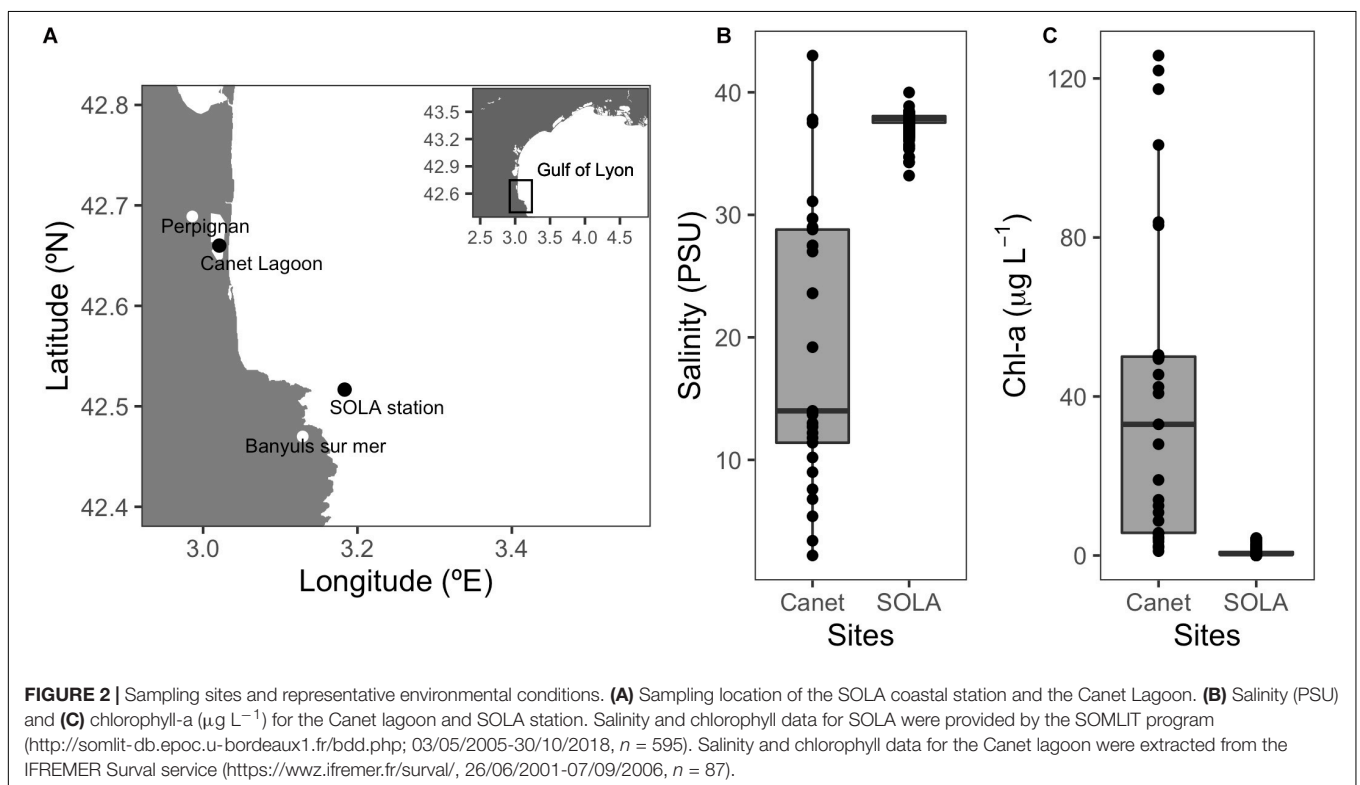 A
B
C
42.8
42.7
42.6
42.5
42.4
Latitude (ºN)
3.0
3.2
3.4
Longitude (ºE)
Perpignan
Canet Lagoon
SOLA station
Banyuls sur mer
43.5
43.2
42.9
42.6
Gulf of Lyon
2.5 3.0 3.5 4.0 4.5
40
30
20
10
Salinity (PSU)
Canet SOLA
Sites
120
80
40
0
Chl-a (μg L−1)
Canet SOLA
Sites
FIGURE 2 | Sampling sites and representative environmental conditions. (A) Sampling location of the SOLA coastal station and the Canet Lagoon. (B) Salinity (PSU)
and (C) chlorophyll-a (μg L−1) for the Canet lagoon and SOLA station. Salinity and chlorophyll data for SOLA were provided by the SOMLIT program
(http://somlit-db.epoc.u-bordeaux1.fr/bdd.php; 03/05/2005-30/10/2018, n = 595). Salinity and chlorophyll data for the Canet lagoon were extracted from the
IFREMER Surval service (https://wwz.ifremer.fr/surval/, 26/06/2001-07/09/2006, n = 87).